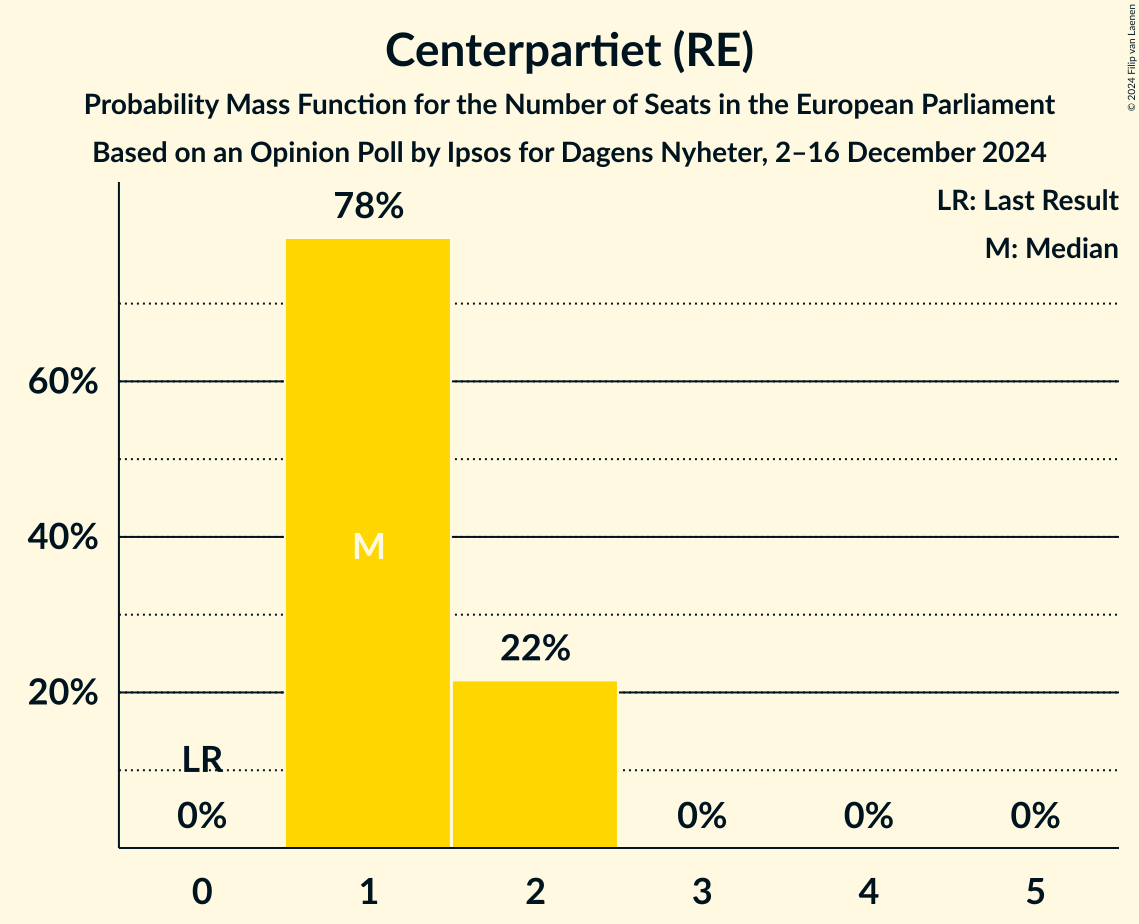 Centerpartiet (RE)
Probability Mass Function for the Number of Seats in the European Parliament
Based on an Opinion Poll by Ipsos for Dagens Nyheter, 2–16 December 2024
© 2024 Filip van Laenen
LR: Last Result
M: Median
78%
60%
40%
M
22%
20%
LR
0%
0%
0%
0%
0 1 2 3 4 5